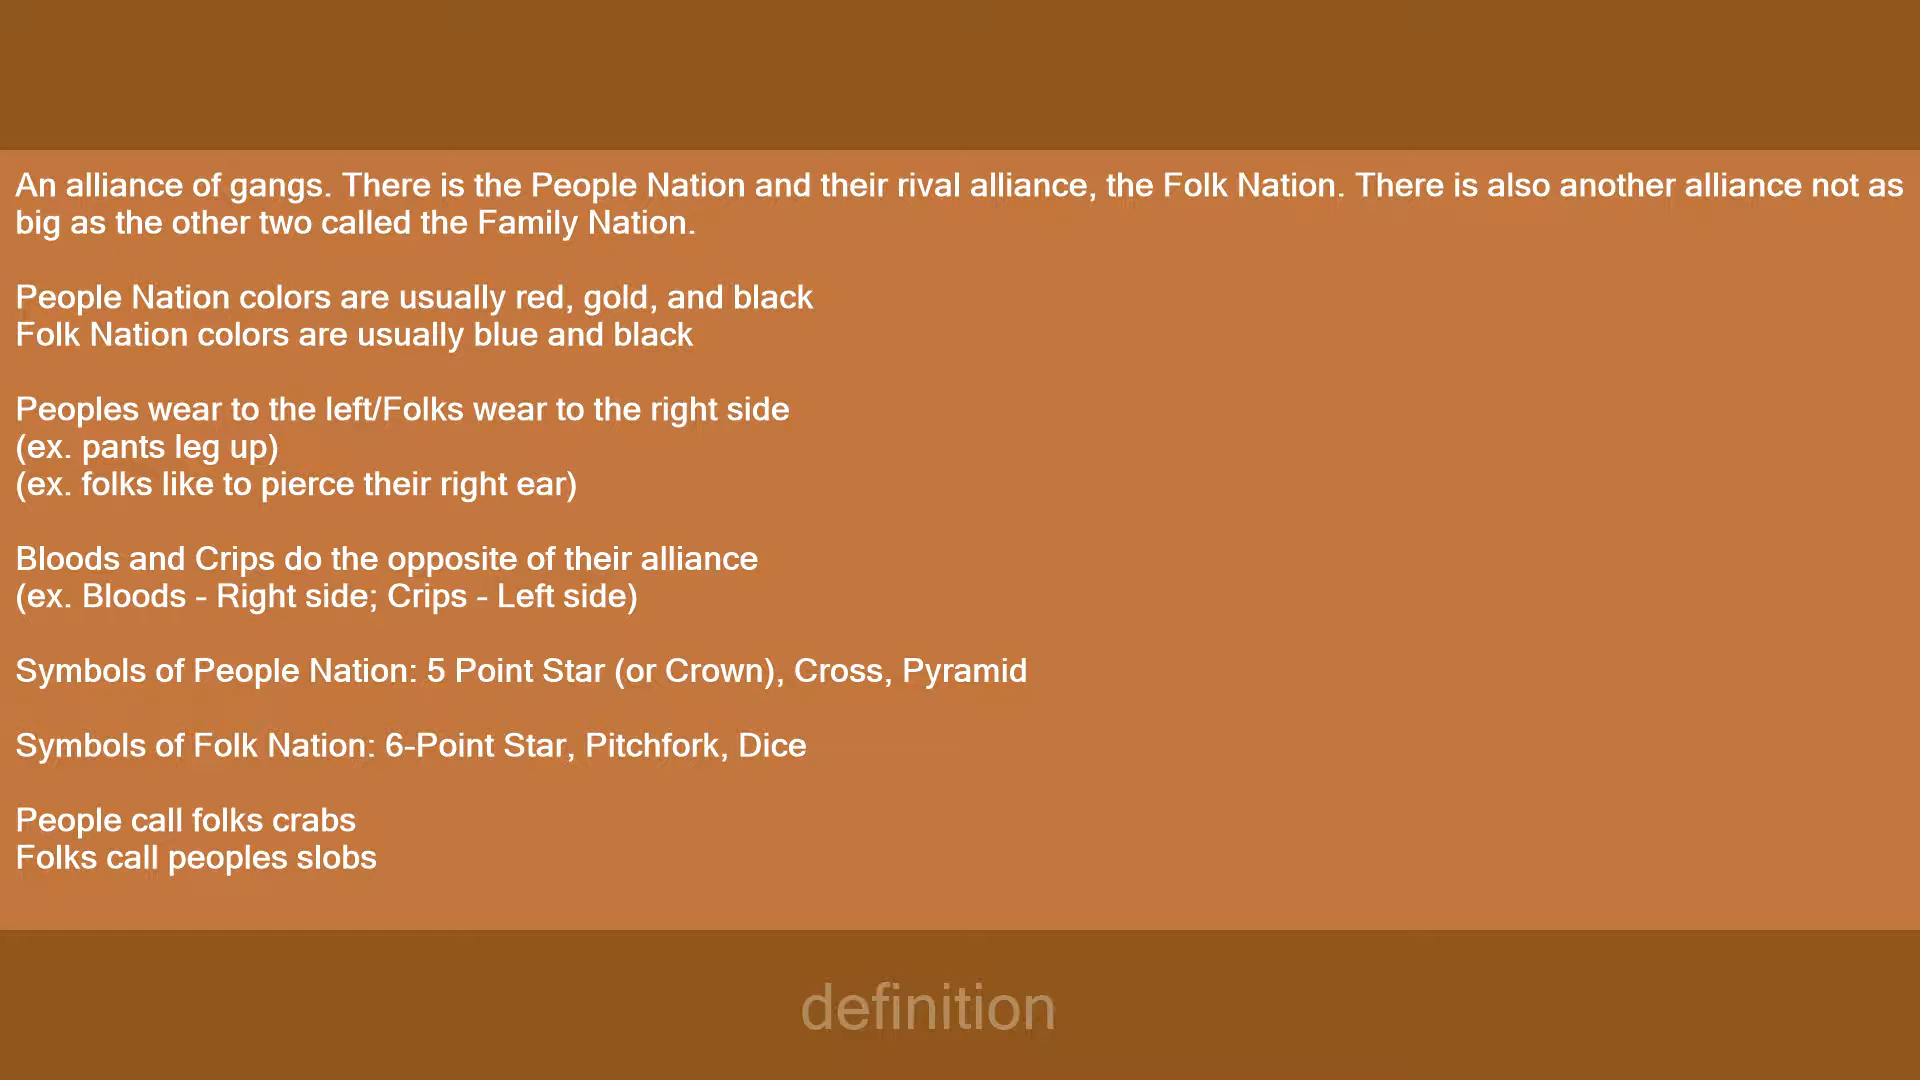 An alliance of gangs. There is the People Nation and their rival alliance, the Folk Nation. There is also another alliance not as
big as the other two called the Family Nation.
People Nation colors are usually red, gold, and black
Folk Nation colors are usually blue and black
Peoples wear to the left/Folks wear to the right side
(ex. pants leg up)
(ex. folks like to pierce their right ear)
Bloods and Crips do the opposite of their alliance
(ex. Bloods - Right side; Crips - Left side)
Symbols of People Nation: 5 Point Star (or Crown), Cross, Pyramid
Symbols of Folk Nation: 6-Point Star, Pitchfork, Dice
People call folks crabs
Folks call peoples slobs
definition